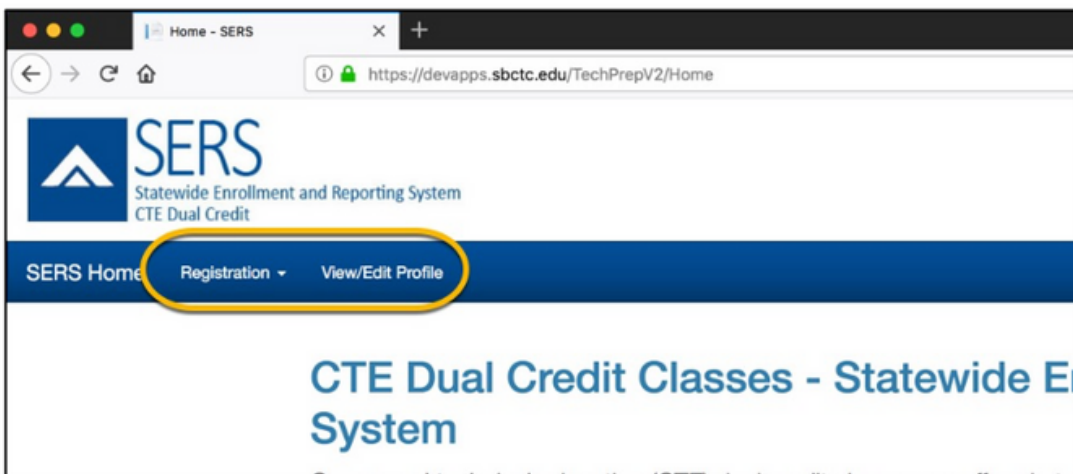 Home - SERS
https://devapps.sbctc.edu/TechPrepV2/Home
SERS
Statewide Enrollment and Reporting System
CTE Dual Credit
SERS Home Registration View/Edit Profile
CTE Dual Credit Classes - Statewide
System